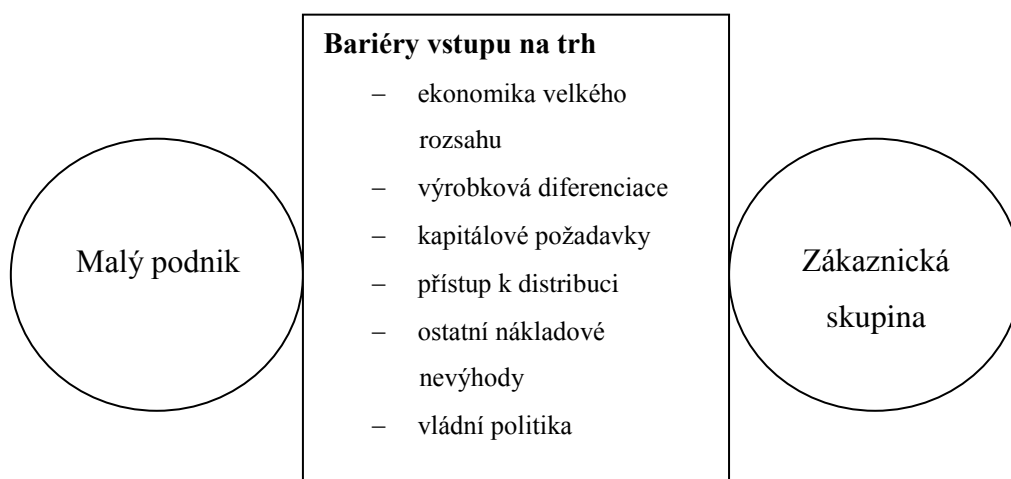 Malý podnik
Bariéry vstupu na trh
– ekonomika velkého
rozsahu
– výrobková diferenciace
– kapitálové požadavky
– přístup k distribuci
– ostatní nákladové
nevýhody
– vládní politika
Zákaznická
skupina